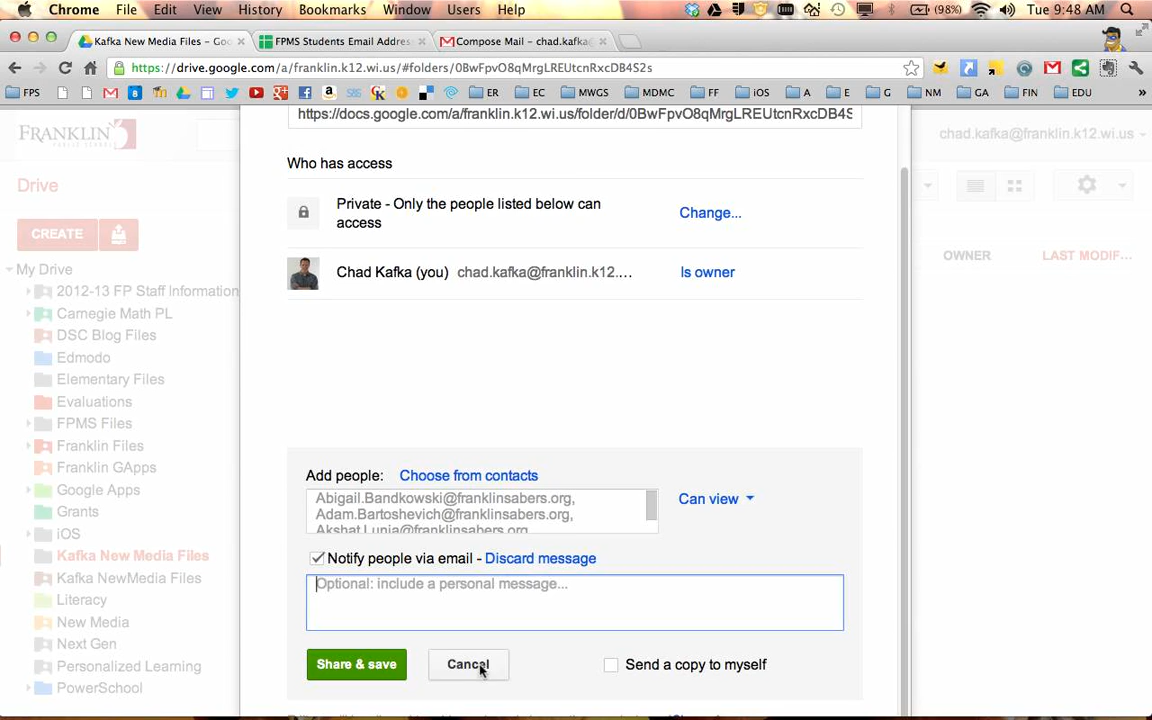 Chrome File Edit View History Bookmarks Window Users Help (98%) Tue 9:48 AM
Kafka New Media Files – Goo FPMS Students Email Addres Compose Mail – chad.kafka@
https://drive.google.com/a/franklin.k12.wi.us/#folders/0BwFpvO8qMrgLREUtcnRxcDB4S2s
FPS ER EC MWGS MDMC FF iOS A E G NM GA FIN EDU »
https://docs.google.com/a/franklin.k12.wi.us/folder/d/0BwFpvO8qMrgLREUtcnRxcDB4S
FRANKLIN
PUBLIC SCHOOLS
chad.kafka@franklin.k12.wi.us
Who has access
Drive
Private - Only the people listed below can
access
Change...
CREATE
OWNER LAST MODIF...
My Drive
Chad Kafka (you) chad.kafka@franklin.k12.... Is owner
2012-13 FP Staff Information
Carnegie Math PL
DSC Blog Files
Edmodo
Elementary Files
Evaluations
FPMS Files
Franklin Files
Franklin GApps
Google Apps
Grants
iOS
Kafka New Media Files
Kafka NewMedia Files
Literacy
New Media
Next Gen
Personalized Learning
PowerSchool
Add people: Choose from contacts
Abigail.Bandkowski@franklinsabers.org,
Adam.Bartoshevich@franklinsabers.org,
Akshat.Lunia@franklinsabers.org
Can view
Notify people via email - Discard message
Optional: include a personal message...
Share & save Cancel Send a copy to myself